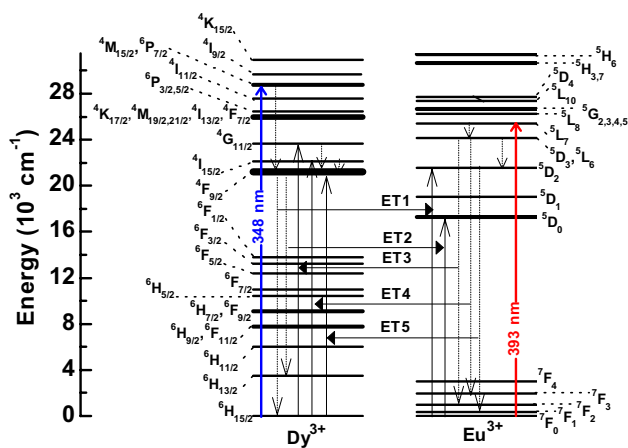 Energy (10³ cm⁻¹)
28
24
20
16
12
8
4
0
⁴K₁₅/₂
⁴I₉/₂
⁴M₁₅/₂, ⁶P₇/₂
⁴I₁₁/₂
⁶P₃/₂,₅/₂
⁴K₁₇/₂, ⁴M₁₉/₂,₂₁/₂, ⁴I₁₃/₂, ⁴F₇/₂
⁴G₁₁/₂
⁴I₁₅/₂
⁴F₉/₂
⁶F₁/₂
⁶F₃/₂
⁶F₅/₂
⁶F₇/₂
⁶H₅/₂
⁶H₇/₂, ⁶F₉/₂
⁶H₉/₂, ⁶F₁₁/₂
⁶H₁₁/₂
⁶H₁₃/₂
⁶H₁₅/₂
348 nm
ET1
ET2
ET3
ET4
ET5
393 nm
⁵H₆
⁵H₃,₇
⁵D₄
⁵L₁₀
⁵G₂,₃,₄,₅
⁵L₈
⁵L₇
⁵D₃, ⁵L₆
⁵D₂
⁵D₁
⁵D₀
⁷F₄
⁷F₃
⁷F₀ ⁷F₁ ⁷F₂
Dy³⁺
Eu³⁺